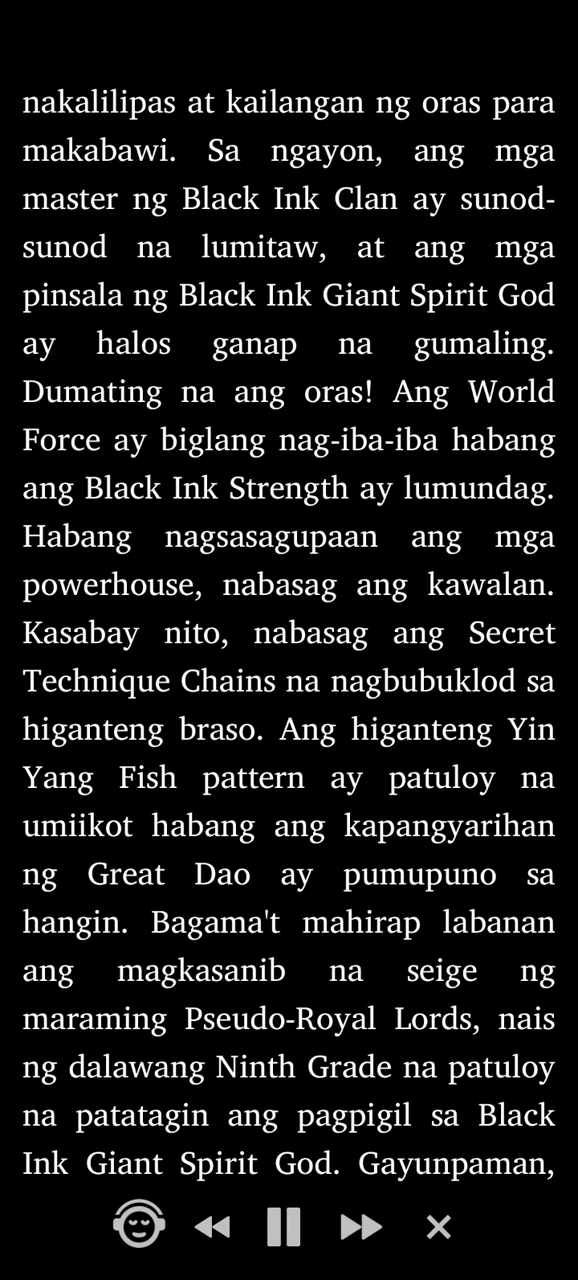 nakalilipas at kailangan ng oras para
makabawi. Sa ngayon, ang mga
master ng Black Ink Clan ay sunod-
sunod na lumitaw, at ang mga
pinsala ng Black Ink Giant Spirit God
ay halos ganap na gumaling.
Dumating na ang oras! Ang World
Force ay biglang nag-iba-iba habang
ang Black Ink Strength ay lumundag.
Habang nagsasagupaan ang mga
powerhouse, nabasag ang kawalan.
Kasabay nito, nabasag ang Secret
Technique Chains na nagbubuklod sa
higanteng braso. Ang higanteng Yin
Yang Fish pattern ay patuloy na
umiikot habang ang kapangyarihan
ng Great Dao ay pumupuno sa
hangin. Bagama't mahirap labanan
ang magkasanib na seige ng
maraming Pseudo-Royal Lords, nais
ng dalawang Ninth Grade na patuloy
na patatagin ang pagpigil sa Black
Ink Giant Spirit God. Gayunpaman,